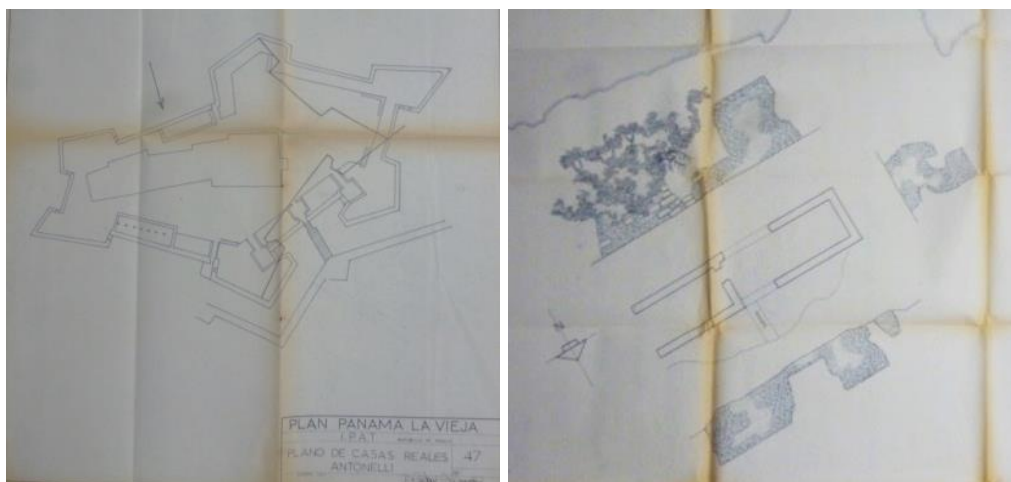 PLAN PANAMA LA VIEJA
I.P.A.T
PLANO DE CASAS REALES 47
ANTONELLI